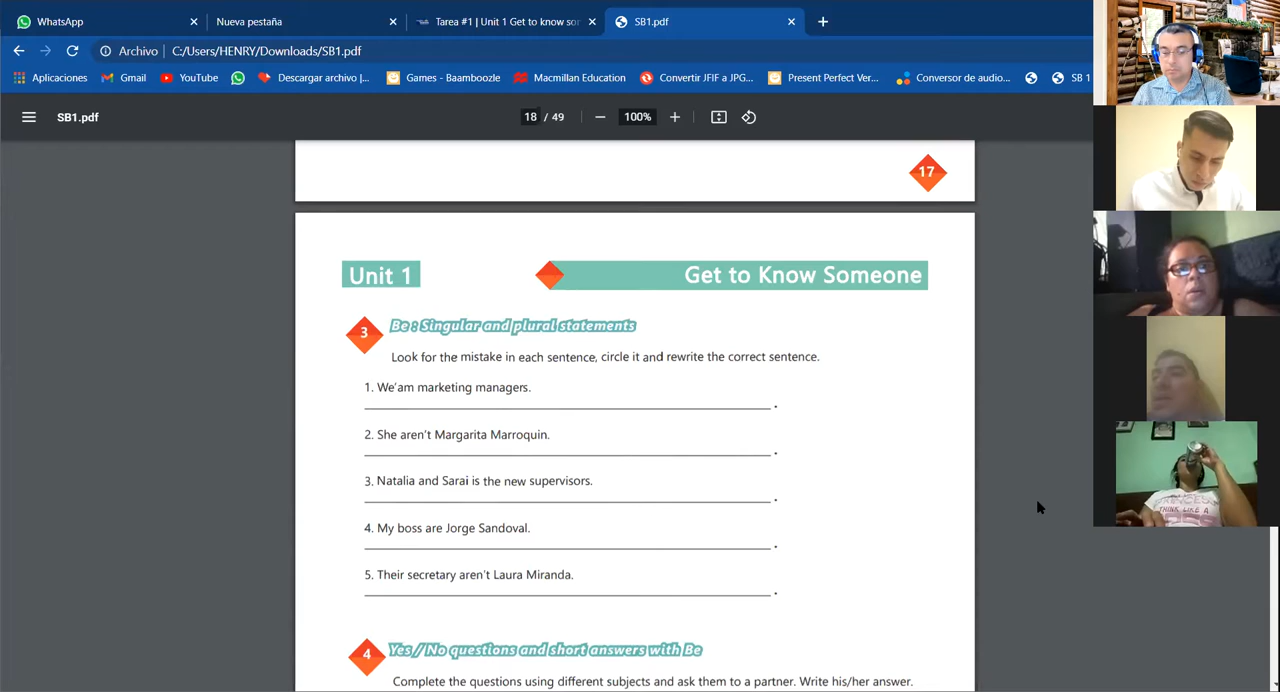 WhatsApp
Nueva pestaña
Tarea #1 | Unit 1 Get to know sor
SB1.pdf
Archivo
C:/Users/HENRY/Downloads/SB1.pdf
Aplicaciones
Gmail
YouTube
Descargar archivo |...
Games - Baamboozle
Macmillan Education
Convertir JFIF a JPG...
Present Perfect Ver...
Conversor de audio...
SB 1
SB1.pdf
18 / 49
100%
17
Unit 1
Get to Know Someone
3
Be : Singular and plural statements
Look for the mistake in each sentence, circle it and rewrite the correct sentence.
1. We'am marketing managers.
.
2. She aren't Margarita Marroquin.
.
3. Natalia and Sarai is the new supervisors.
.
4. My boss are Jorge Sandoval.
.
5. Their secretary aren't Laura Miranda.
.
4
Yes / No questions and short answers with Be
Complete the questions using different subjects and ask them to a partner. Write his/her answer.
THINK LIKE A